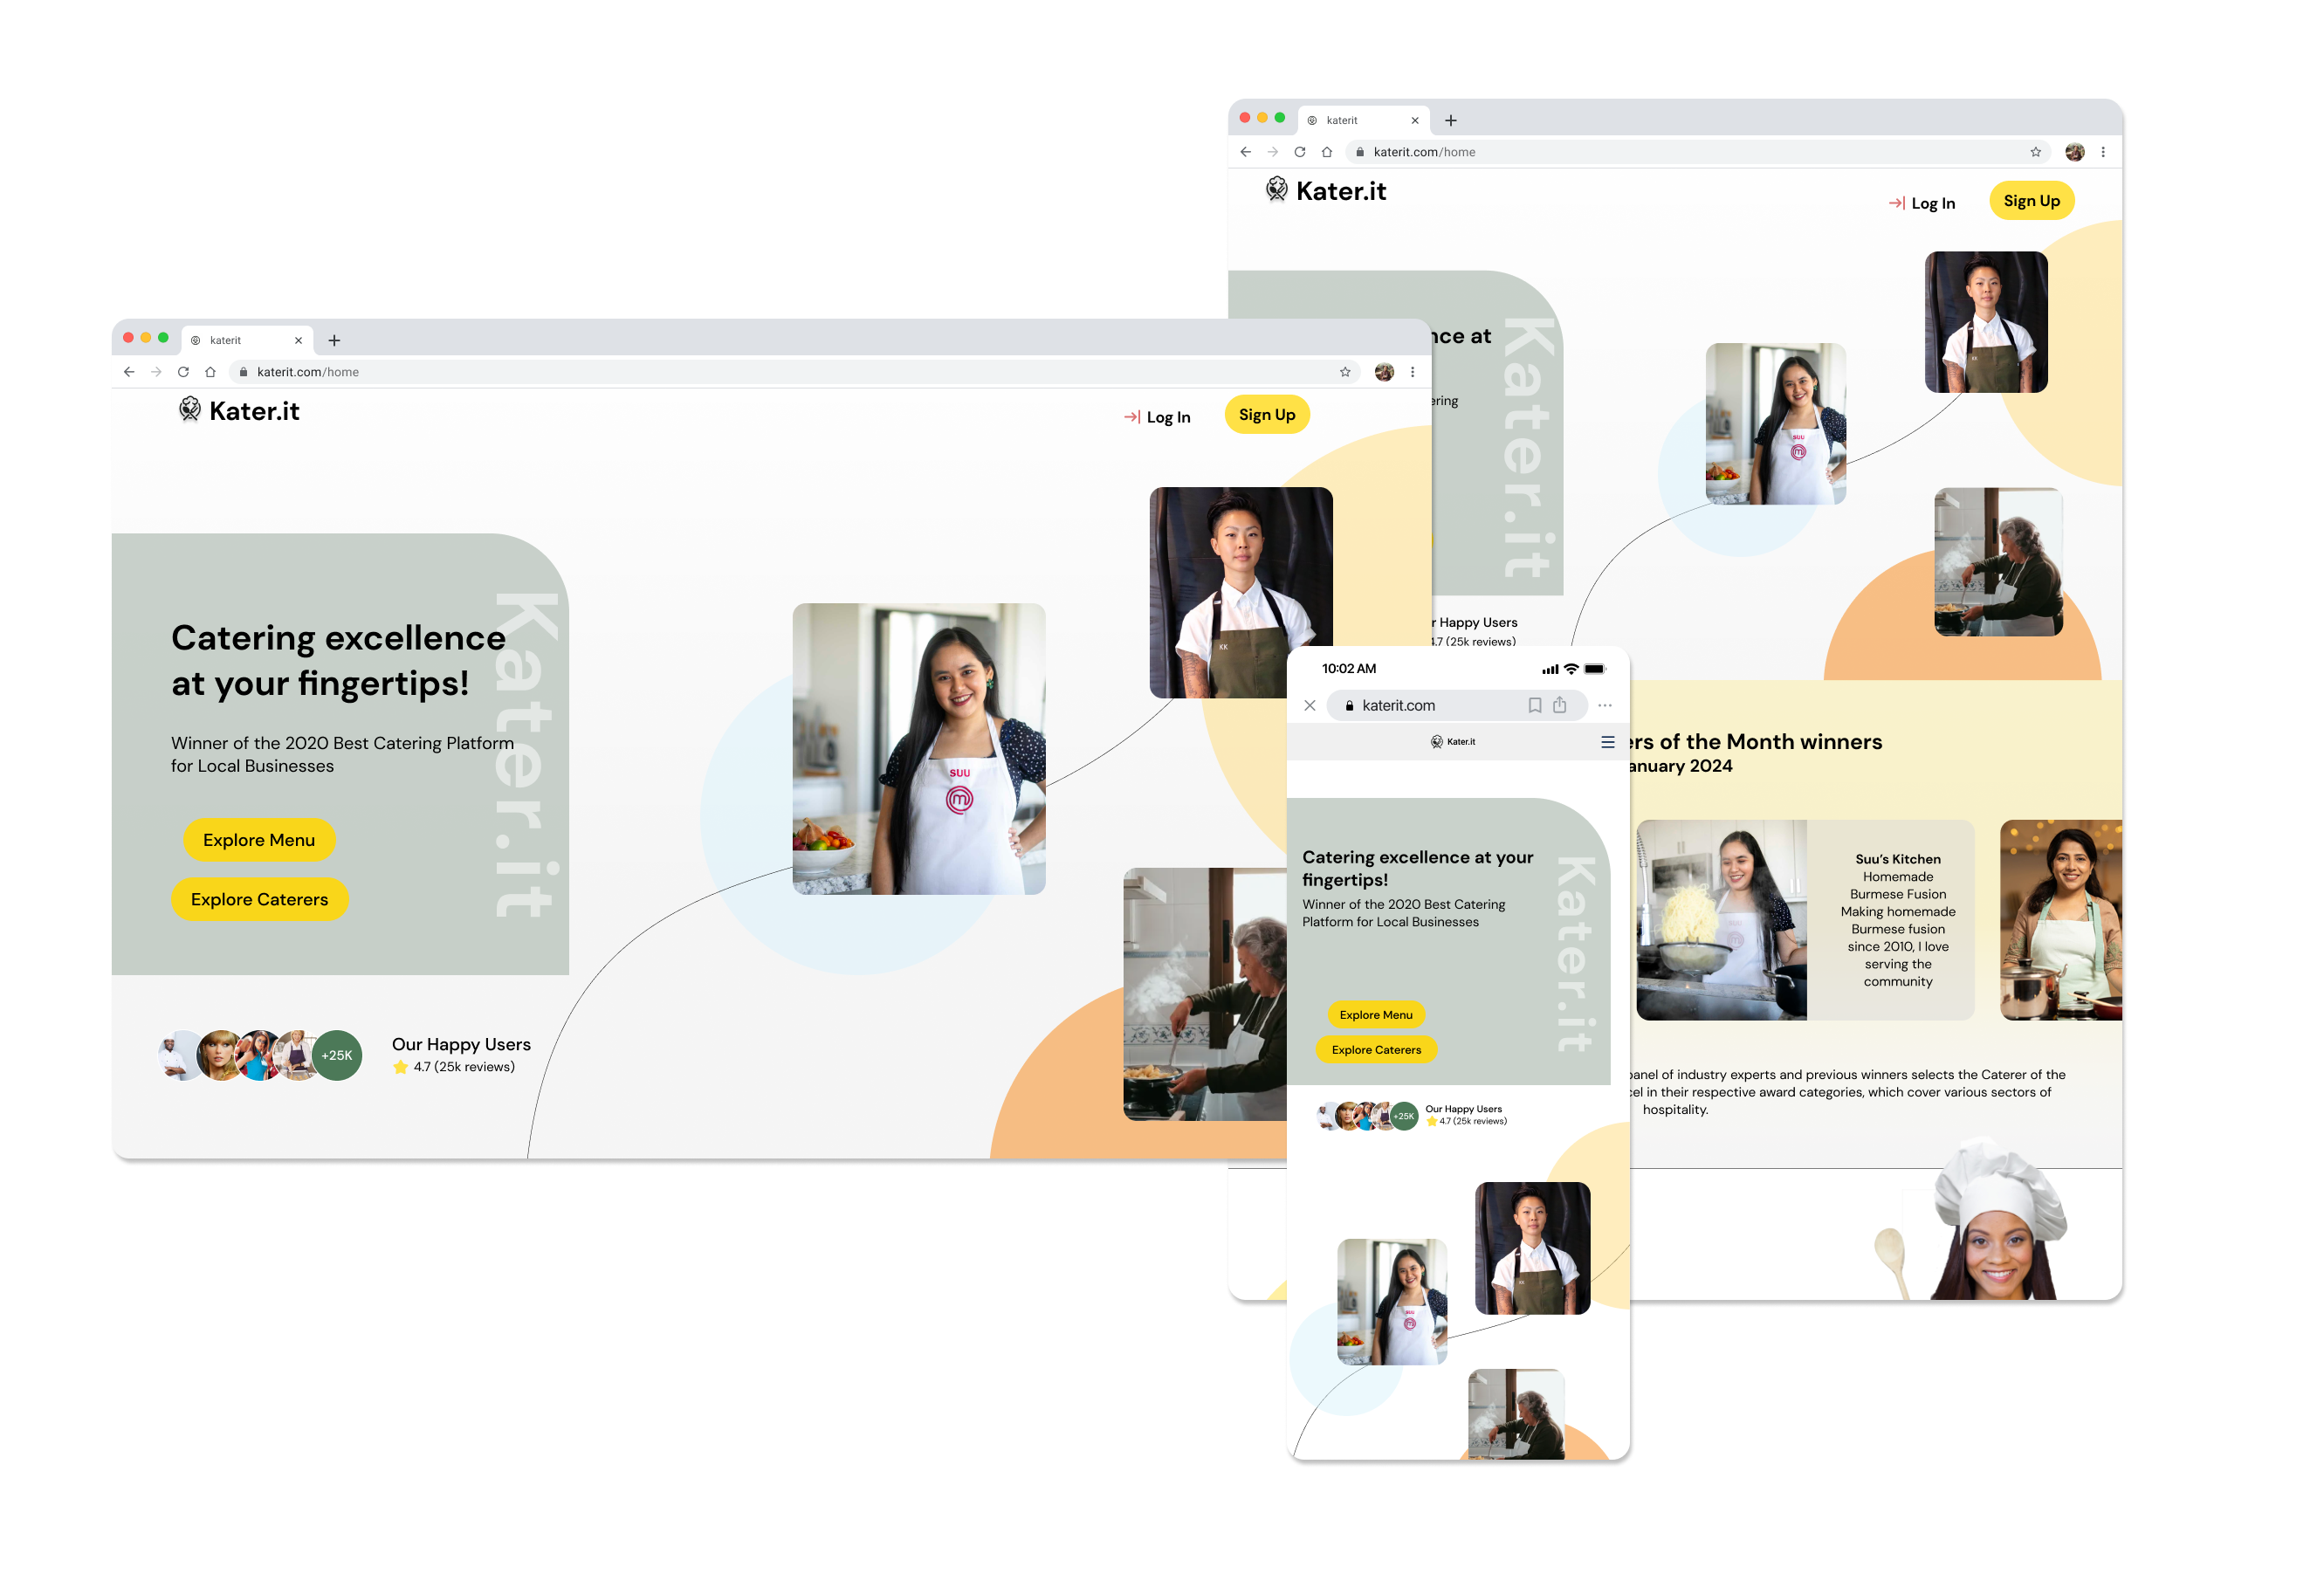 katerit
katerit.com/home
Kater.it
Log In
Sign Up
Catering excellence
at your fingertips!
Winner of the 2020 Best Catering Platform
for Local Businesses
Explore Menu
Explore Caterers
Kater.it
SUU
KK
+25K
Our Happy Users
4.7 (25k reviews)
katerit
katerit.com/home
Kater.it
Log In
Sign Up
nce at
ering
Kater.it
SUU
KK
r Happy Users
4.7 (25k reviews)
ers of the Month winners
anuary 2024
Suu's Kitchen
Homemade
Burmese Fusion
Making homemade
Burmese fusion
since 2010, I love
serving the
community
panel of industry experts and previous winners selects the Caterer of the
cel in their respective award categories, which cover various sectors of
hospitality.
10:02 AM
katerit.com
Kater.it
Catering excellence at your
fingertips!
Winner of the 2020 Best Catering
Platform for Local Businesses
Explore Menu
Explore Caterers
Kater.it
+25K
Our Happy Users
4.7 (25k reviews)
SUU
KK